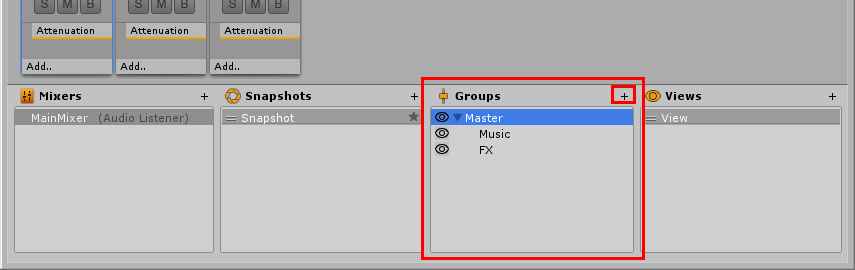 S M B S M B S M B
Attenuation Attenuation Attenuation
Add.. Add.. Add..
Mixers + Snapshots + Groups + Views +
MainMixer (Audio Listener) Snapshot Master View
Music
FX